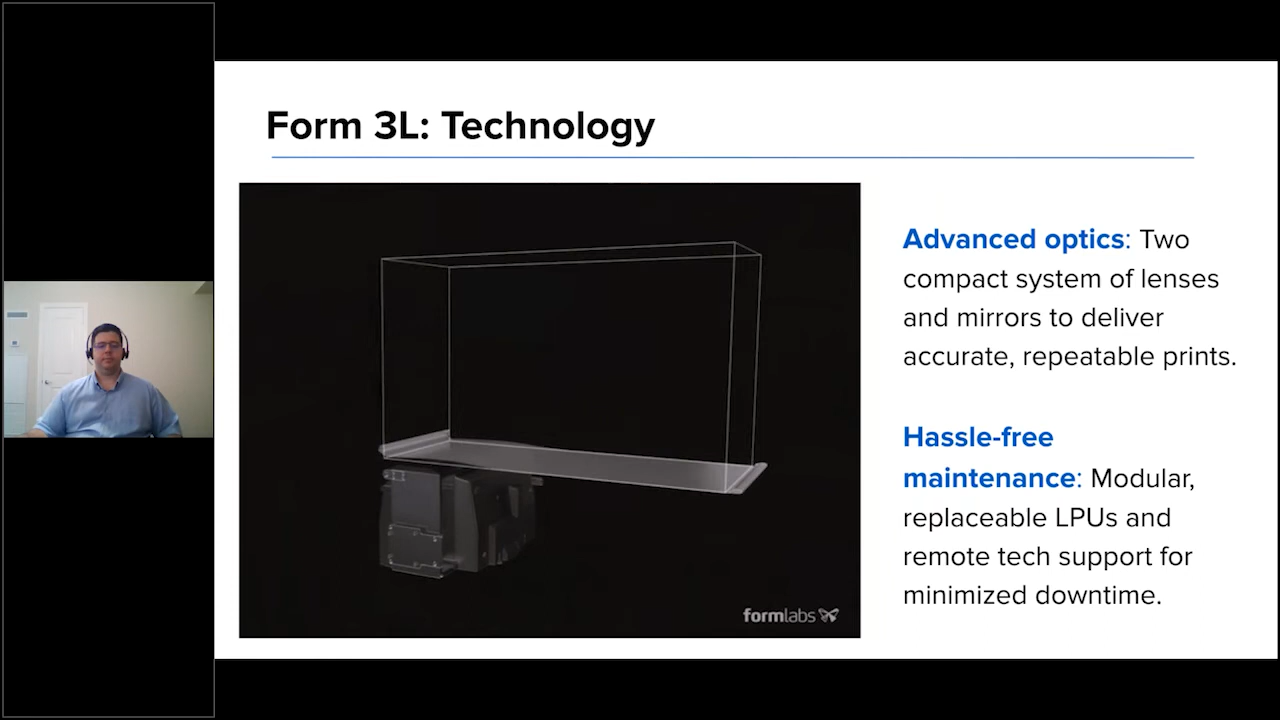 Form 3L: Technology
Advanced optics: Two
compact system of lenses
and mirrors to deliver
accurate, repeatable prints.
Hassle-free
maintenance: Modular,
replaceable LPUs and
remote tech support for
minimized downtime.
formlabs